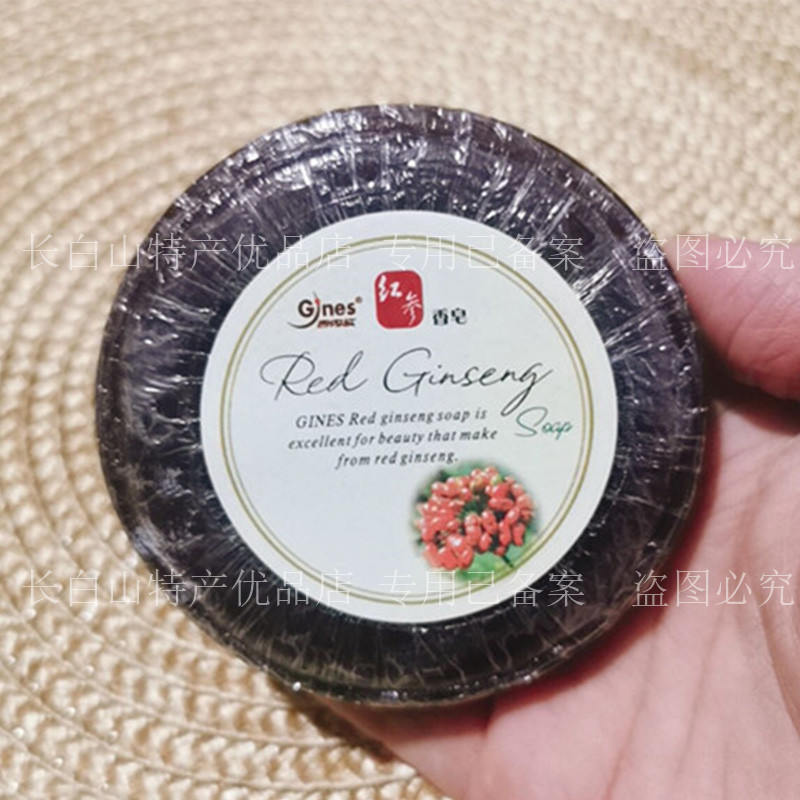 长白山特产优品店 专用已备案 盗图必究
Gines®
红参 香皂
Red Ginseng
Soap
GINES Red ginseng soap is
excellent for beauty that make
from red ginseng.
长白山特产优品店 专用已备案 盗图必究